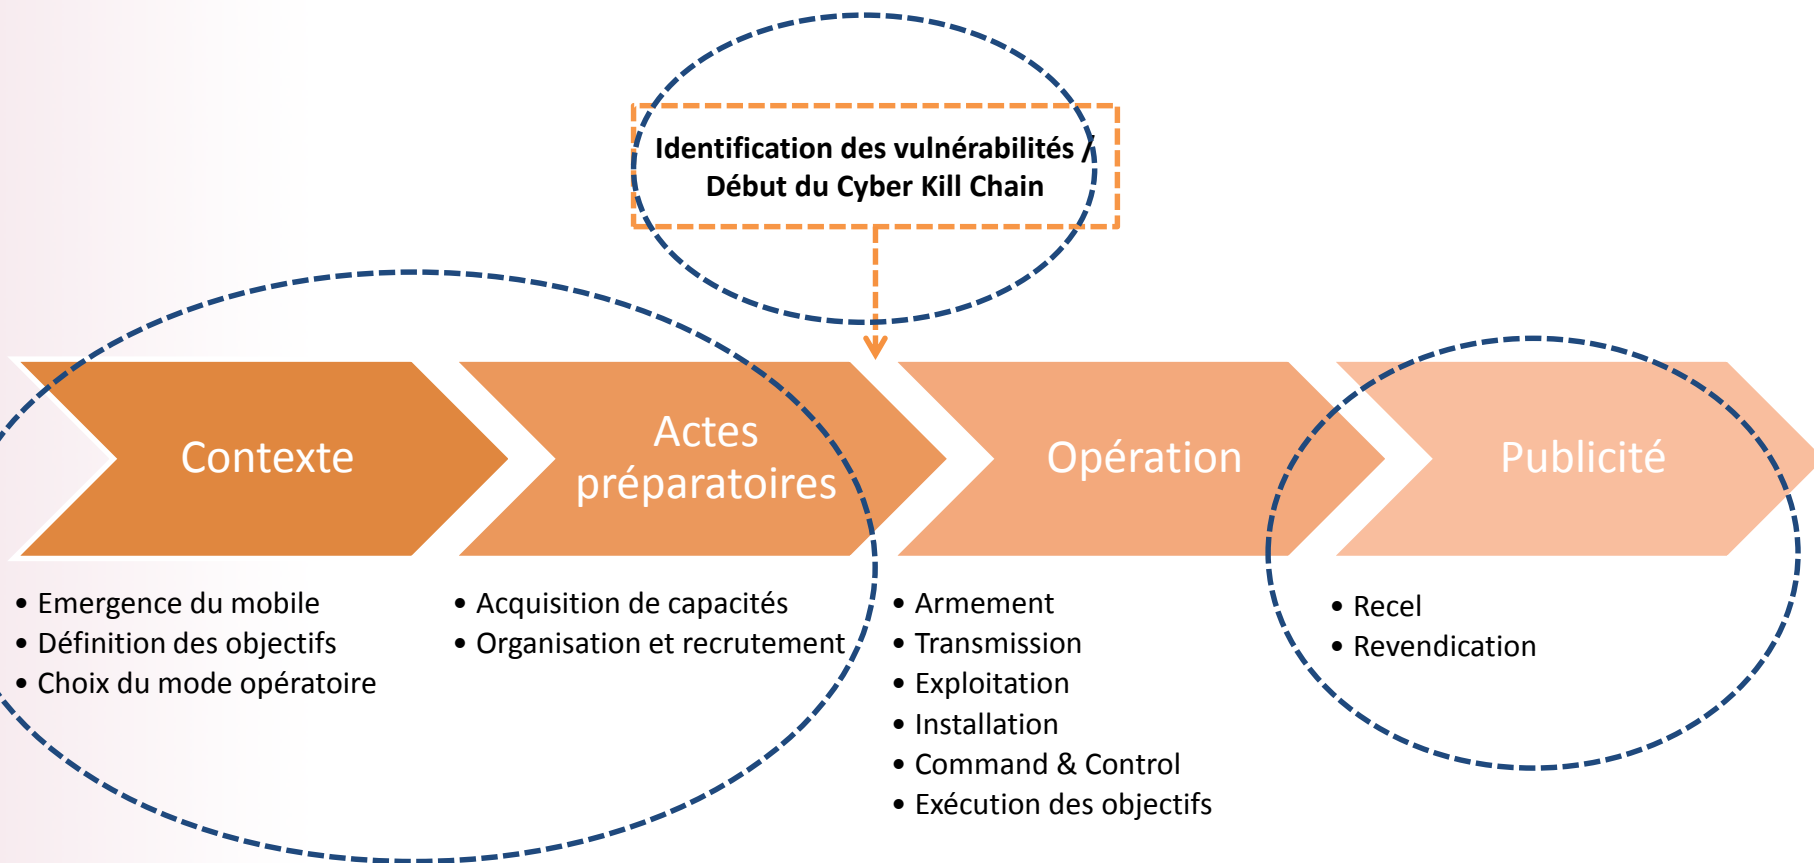 Identification des vulnérabilités /
Début du Cyber Kill Chain
Contexte
Actes
préparatoires
Opération
Publicité
• Emergence du mobile
• Définition des objectifs
• Choix du mode opératoire
• Acquisition de capacités
• Organisation et recrutement
• Armement
• Transmission
• Exploitation
• Installation
• Command & Control
• Exécution des objectifs
• Recel
• Revendication